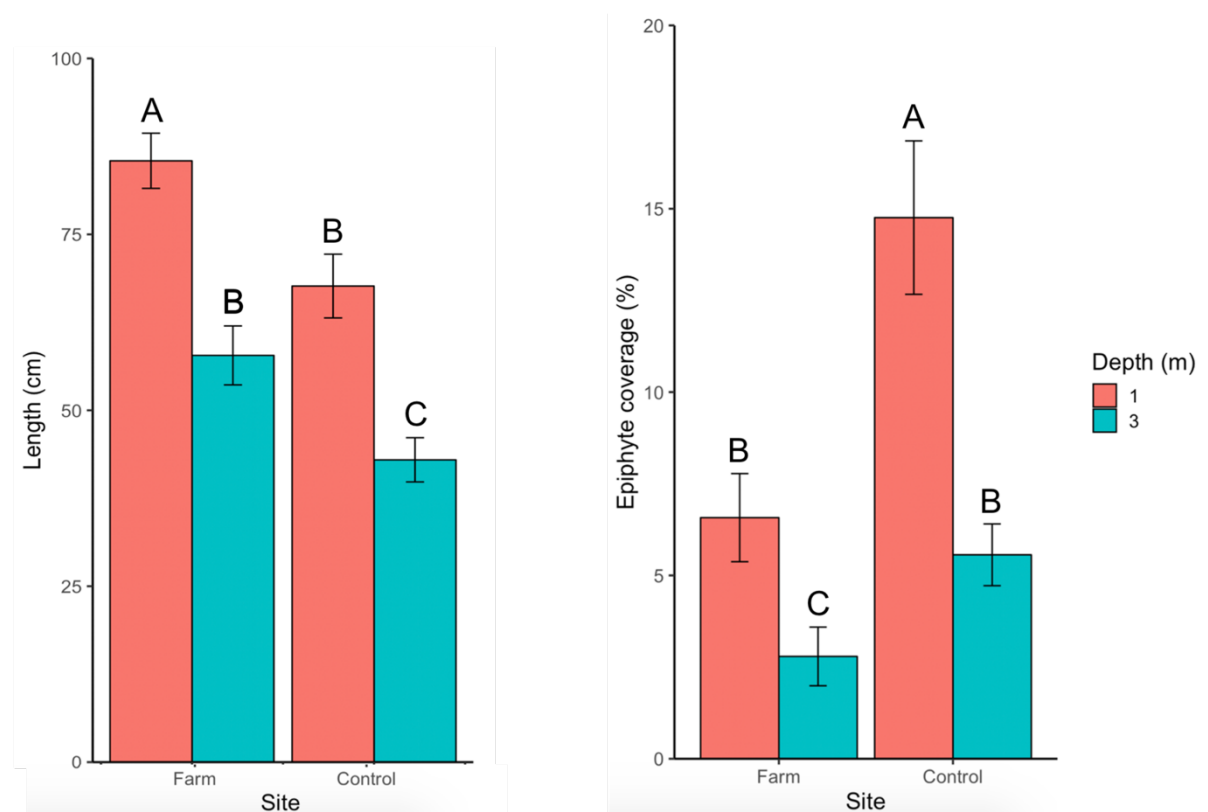 100
75
50
25
0
Length (cm)
A
B
B
C
Farm
Control
Site
20
15
10
5
0
Epiphyte coverage (%)
B
C
A
B
Farm
Control
Site
Depth (m)
1
3